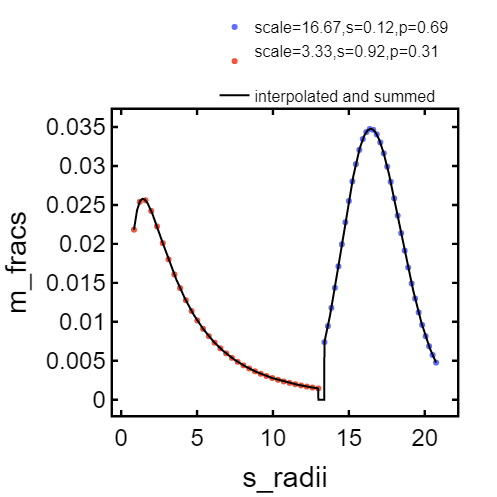 scale=16.67,s=0.12,p=0.69
scale=3.33,s=0.92,p=0.31
interpolated and summed
m_fracs
0.035
0.03
0.025
0.02
0.015
0.01
0.005
0
0 5 10 15 20
s_radii